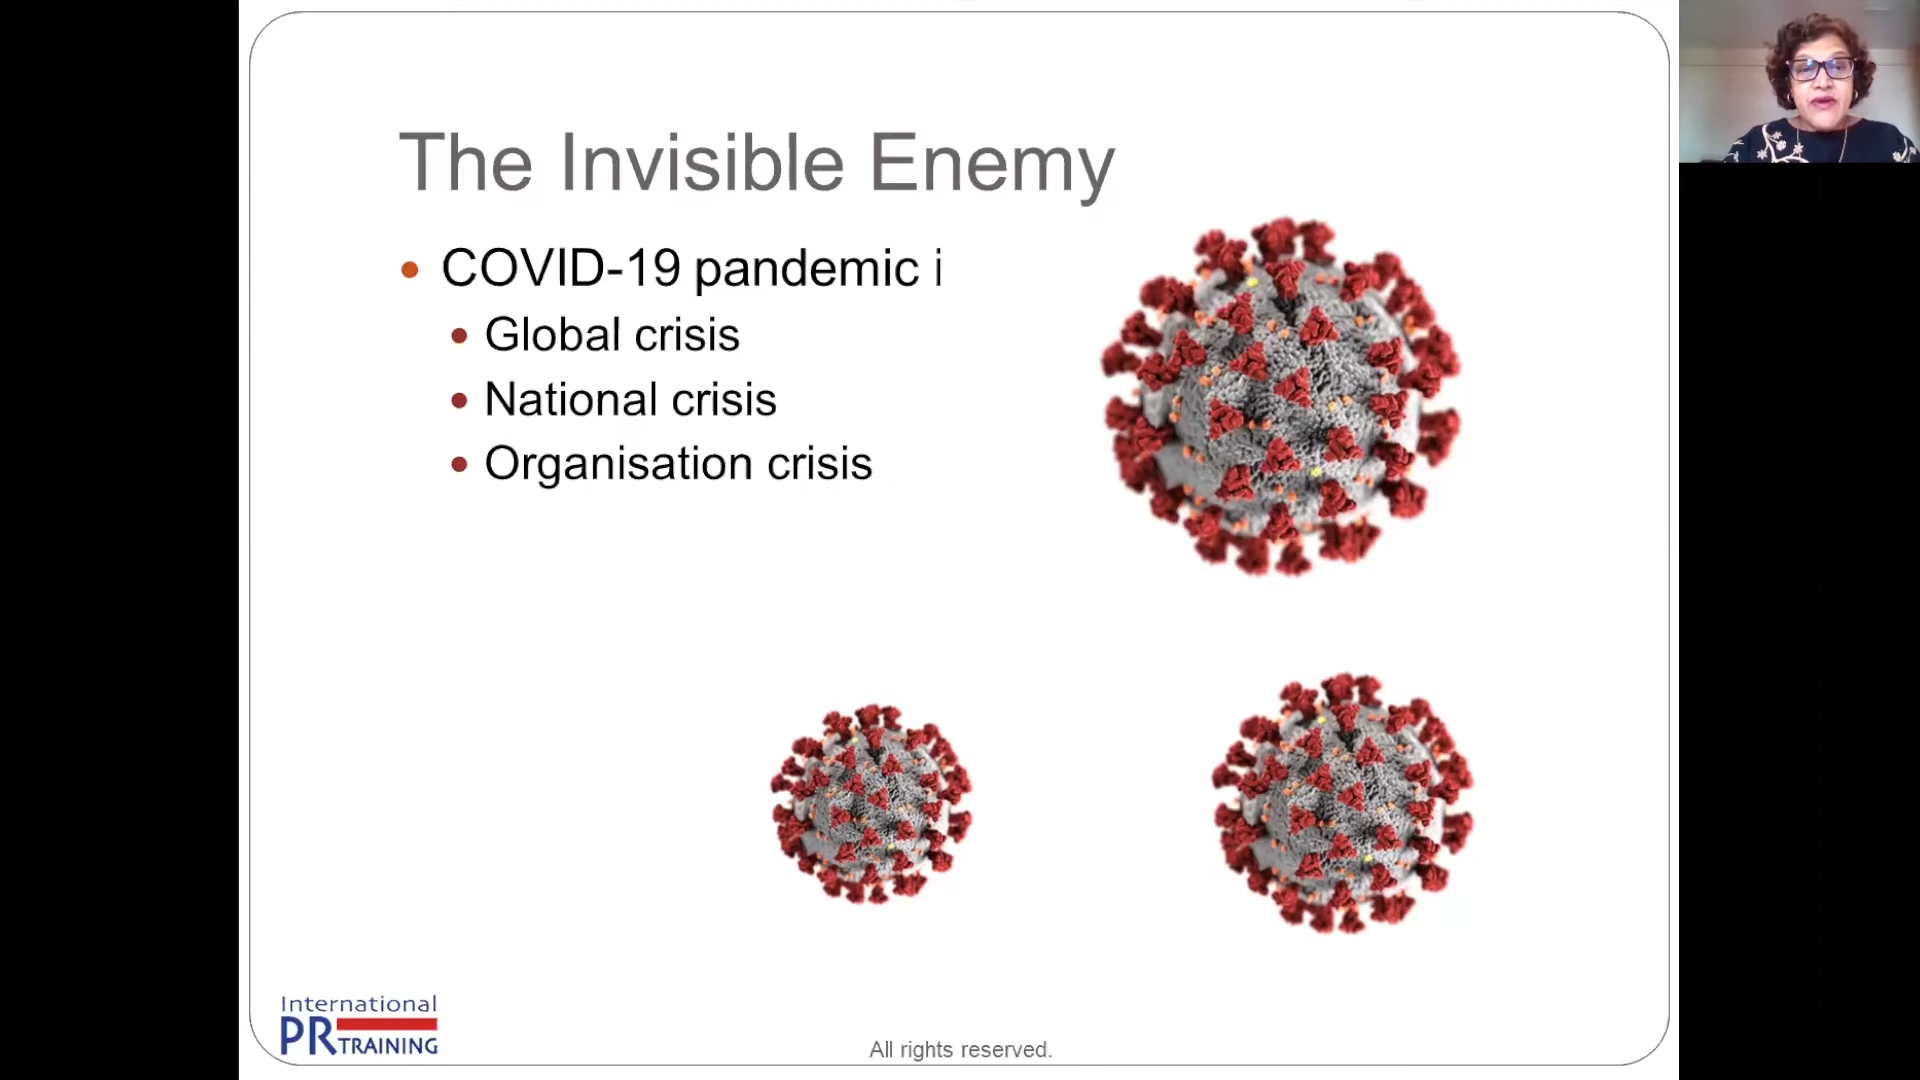 The Invisible Enemy
COVID-19 pandemic i
Global crisis
National crisis
Organisation crisis
International
PR TRAINING
All rights reserved.